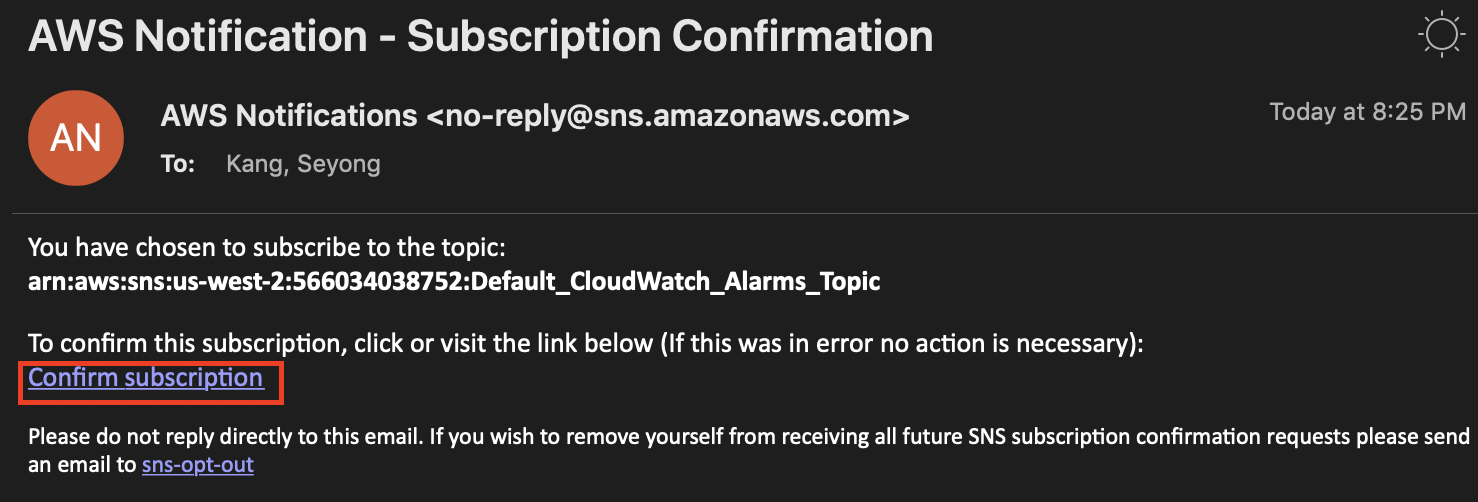 AWS Notification - Subscription Confirmation
AN
AWS Notifications <no-reply@sns.amazonaws.com>
Today at 8:25 PM
To: Kang, Seyong
You have chosen to subscribe to the topic:
arn:aws:sns:us-west-2:566034038752:Default_CloudWatch_Alarms_Topic
To confirm this subscription, click or visit the link below (If this was in error no action is necessary):
Confirm subscription
Please do not reply directly to this email. If you wish to remove yourself from receiving all future SNS subscription confirmation requests please send
an email to sns-opt-out